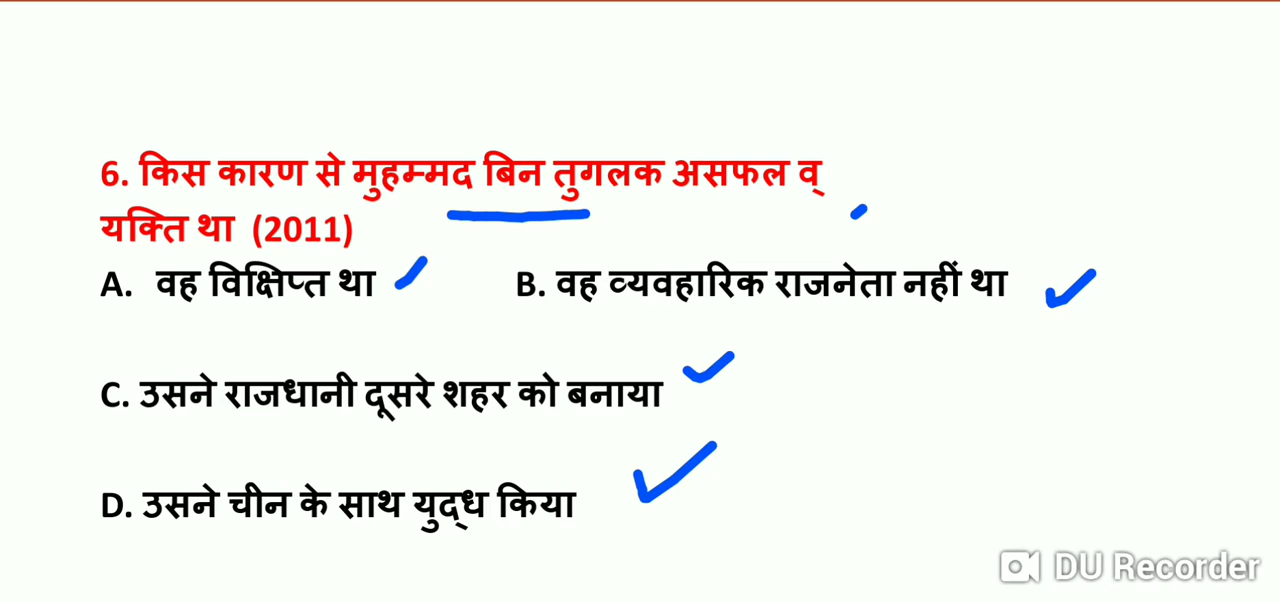 6. किस कारण से मुहम्मद बिन तुगलक असफल व्
यक्ति था (2011)
A. वह विक्षिप्त था B. वह व्यवहारिक राजनेता नहीं था
C. उसने राजधानी दूसरे शहर को बनाया
D. उसने चीन के साथ युद्ध किया
DU Recorder